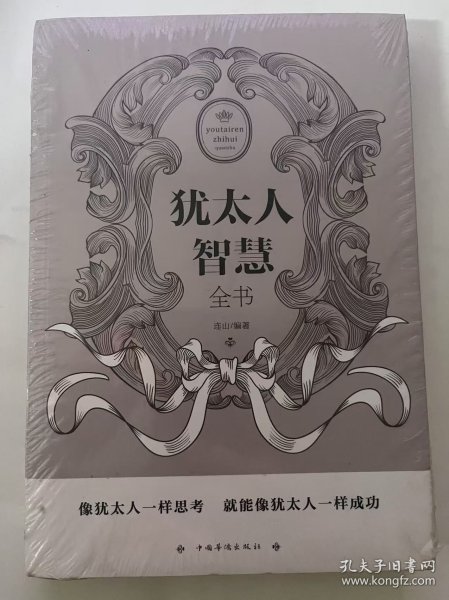 youtairen
zhihui
quanshu
犹太人
智慧
全书
连山/编著
像犹太人一样思考 就能像犹太人一样成功
中国华侨出版社
孔夫子旧书网
www.kongfz.com